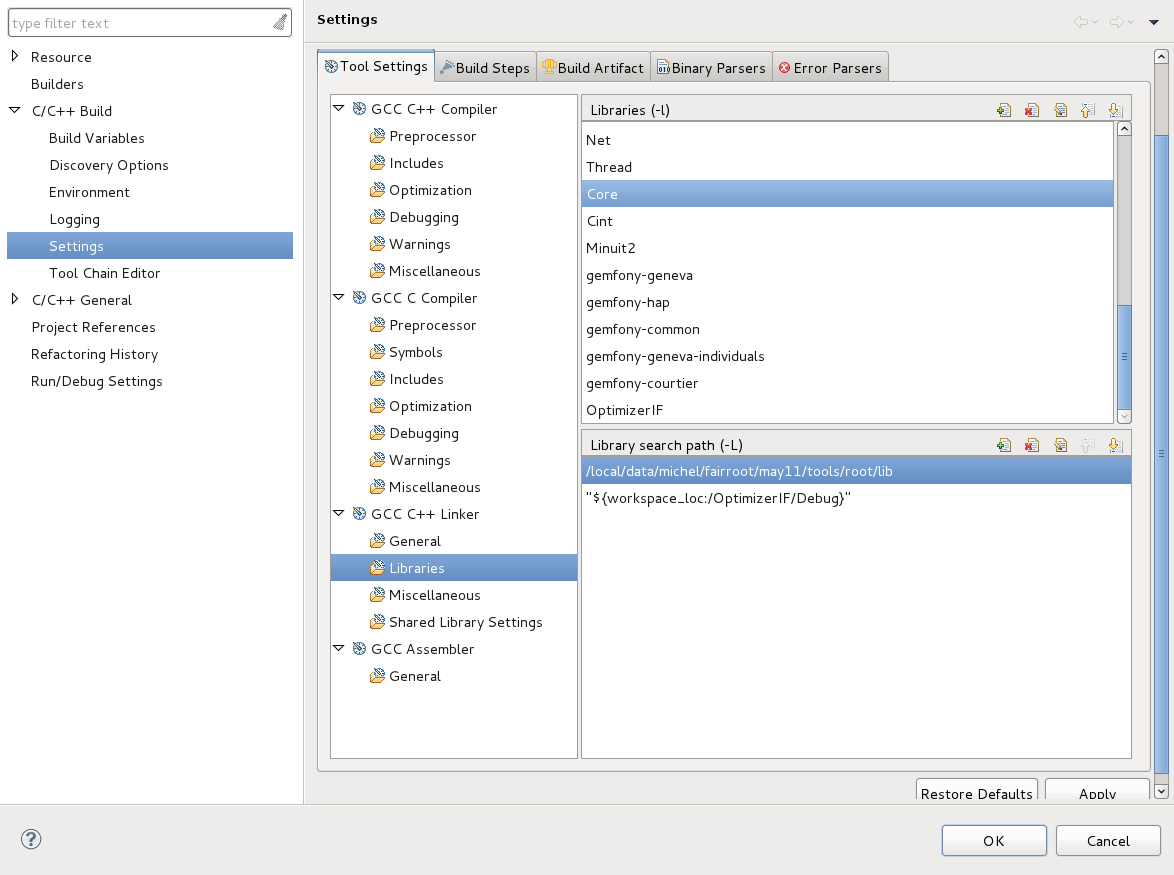 type filter text
Resource
Builders
C/C++ Build
Build Variables
Discovery Options
Environment
Logging
Settings
Tool Chain Editor
C/C++ General
Project References
Refactoring History
Run/Debug Settings
Settings
Tool Settings
Build Steps
Build Artifact
Binary Parsers
Error Parsers
GCC C++ Compiler
Preprocessor
Includes
Optimization
Debugging
Warnings
Miscellaneous
GCC C Compiler
Preprocessor
Symbols
Includes
Optimization
Debugging
Warnings
Miscellaneous
GCC C++ Linker
General
Libraries
Miscellaneous
Shared Library Settings
GCC Assembler
General
Libraries (-l)
Net
Thread
Core
Cint
Minuit2
gemfony-geneva
gemfony-hap
gemfony-common
gemfony-geneva-individuals
gemfony-courtier
OptimizerIF
Library search path (-L)
/local/data/michel/fairroot/may11/tools/root/lib
"${workspace_loc:/OptimizerIF/Debug}"
Restore Defaults
Apply
OK
Cancel